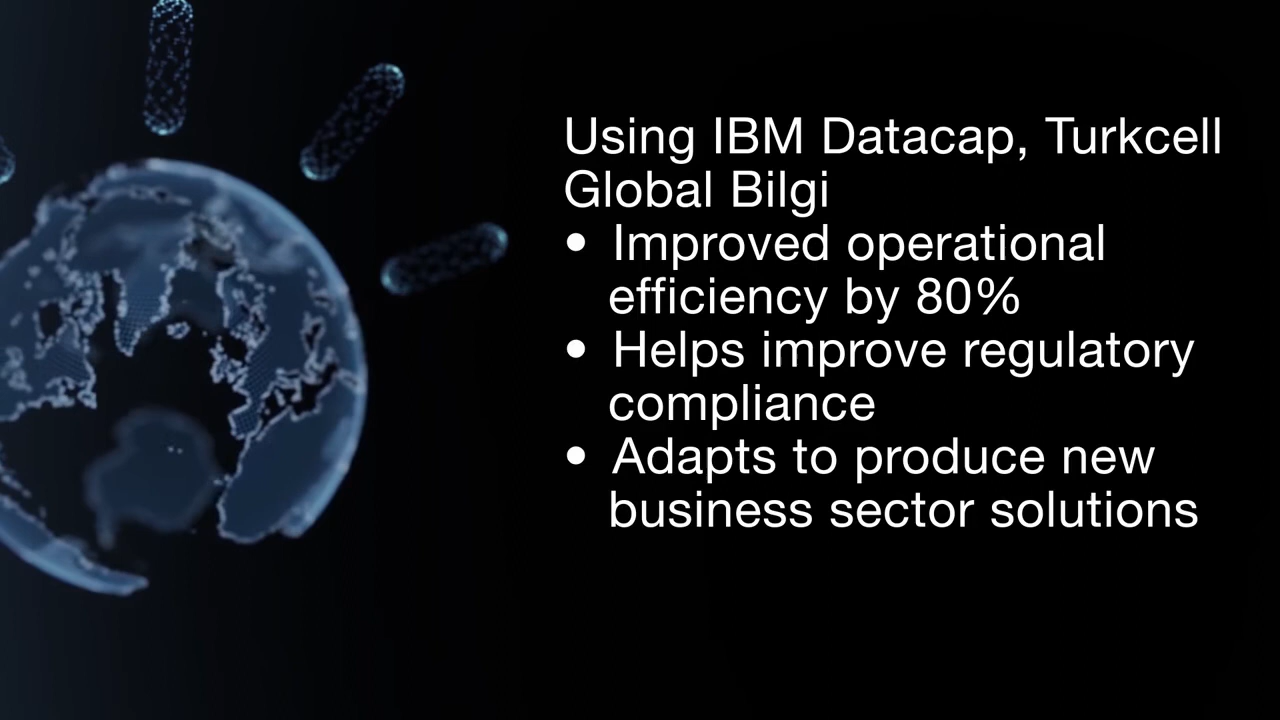 Using IBM Datacap, Turkcell
Global Bilgi
• Improved operational
efficiency by 80%
• Helps improve regulatory
compliance
• Adapts to produce new
business sector solutions